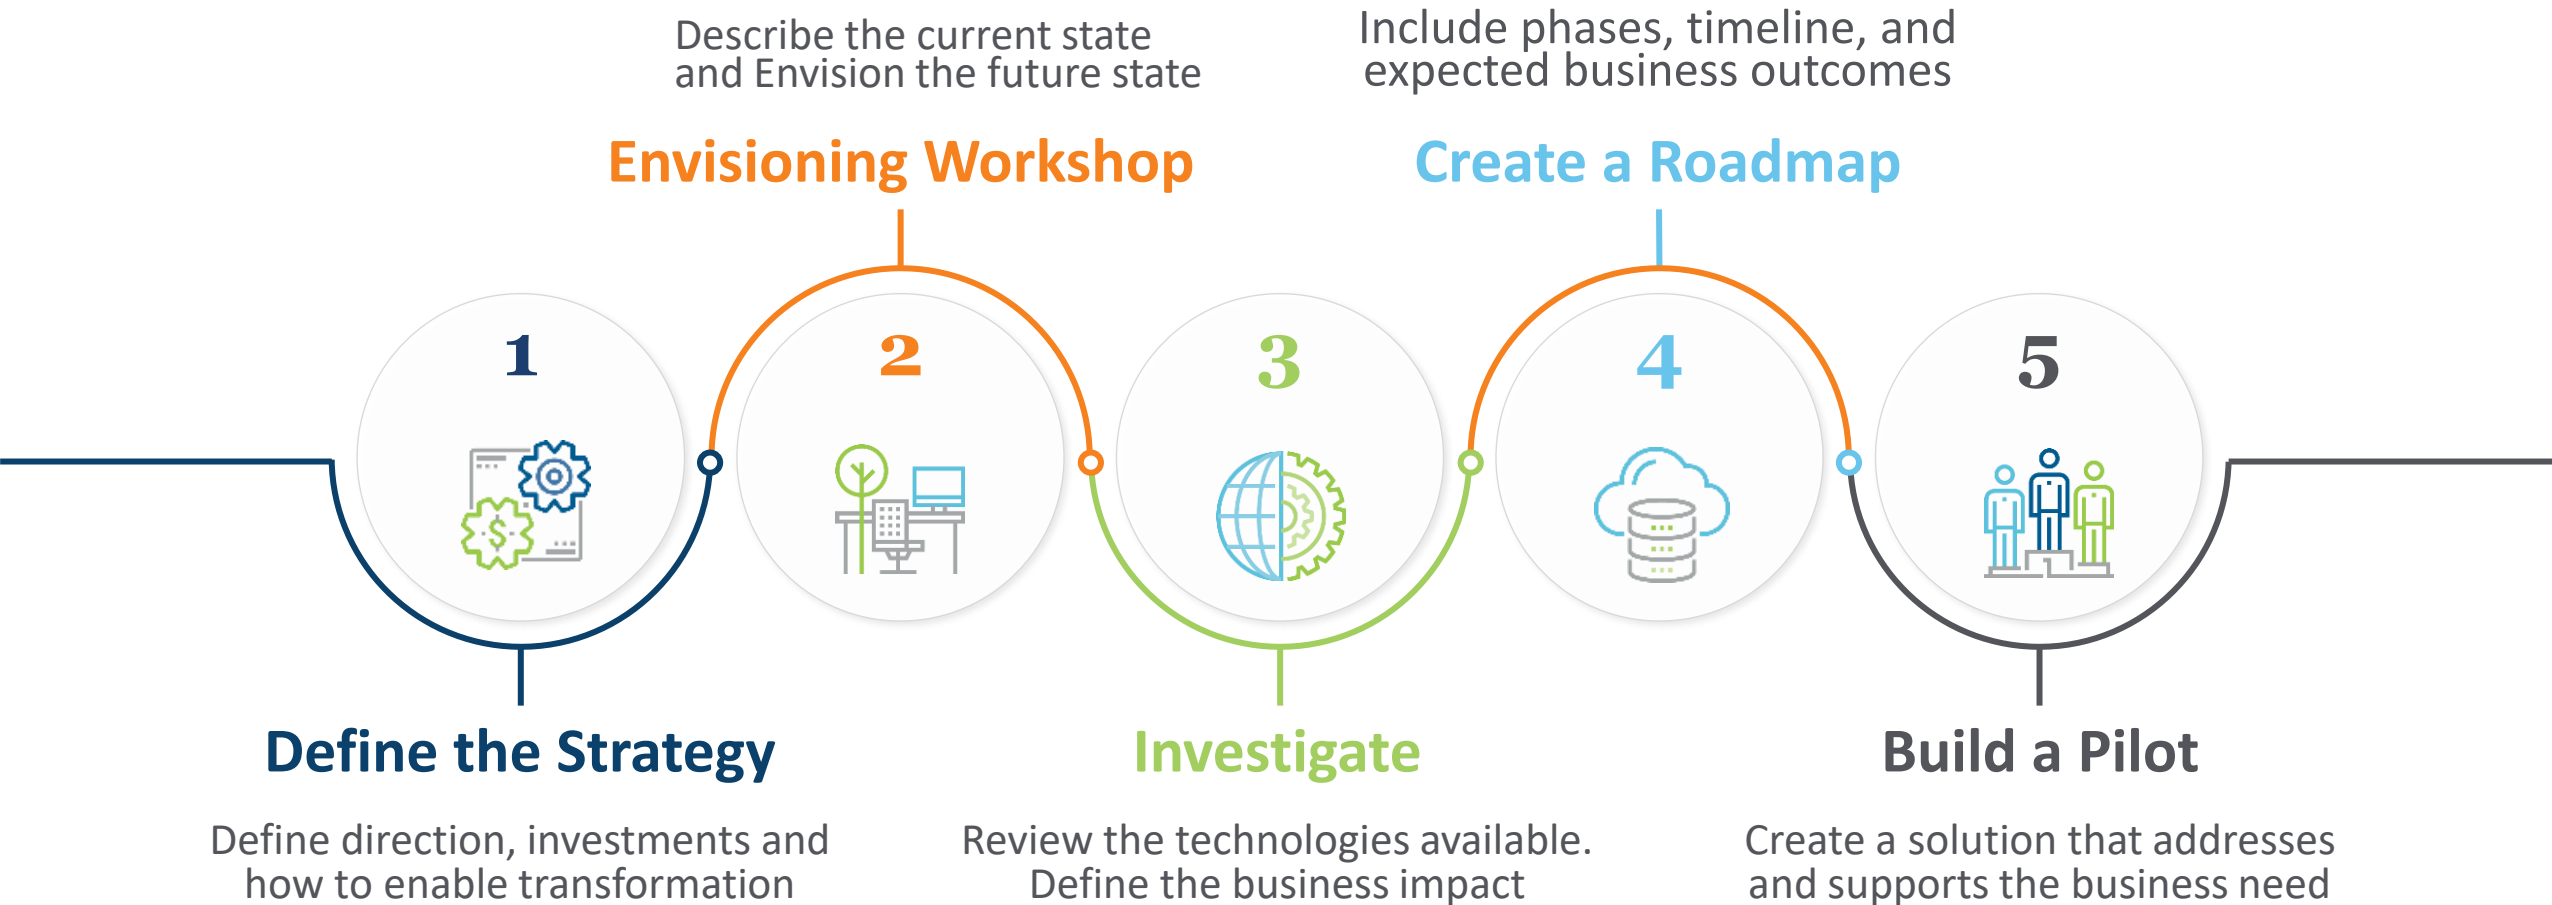 Describe the current state
and Envision the future state
Envisioning Workshop
Include phases, timeline, and
expected business outcomes
Create a Roadmap
1
2
3
4
5
$
1
Define the Strategy
Define direction, investments and
how to enable transformation
Investigate
Review the technologies available.
Define the business impact
Build a Pilot
Create a solution that addresses
and supports the business need